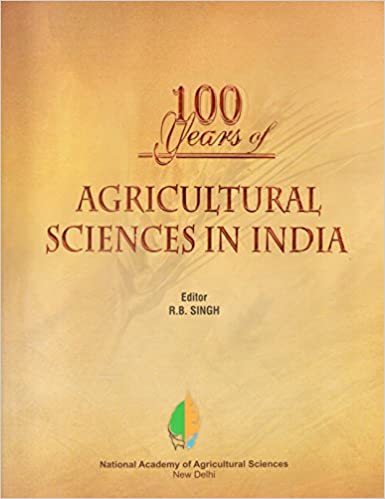 100
Years of
AGRICULTURAL
SCIENCES IN INDIA
Editor
R.B. SINGH
National Academy of Agricultural Sciences
New Delhi